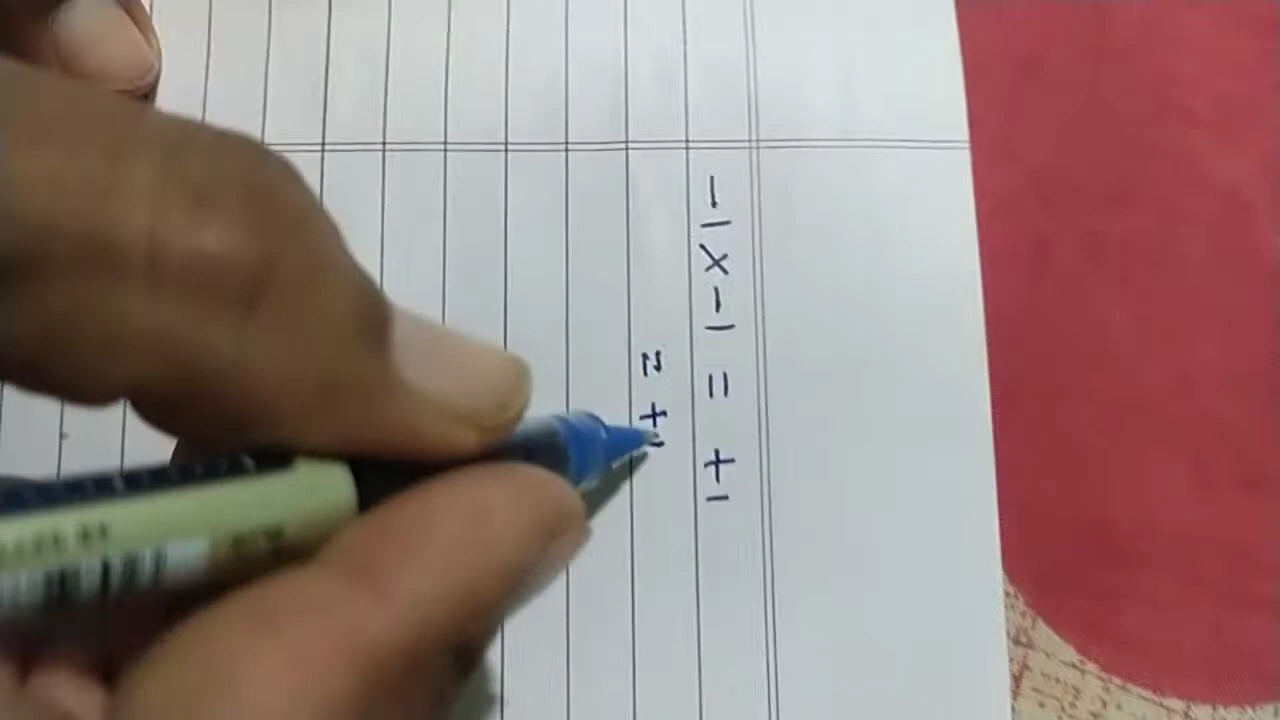 -1 x -1 = +1
= +